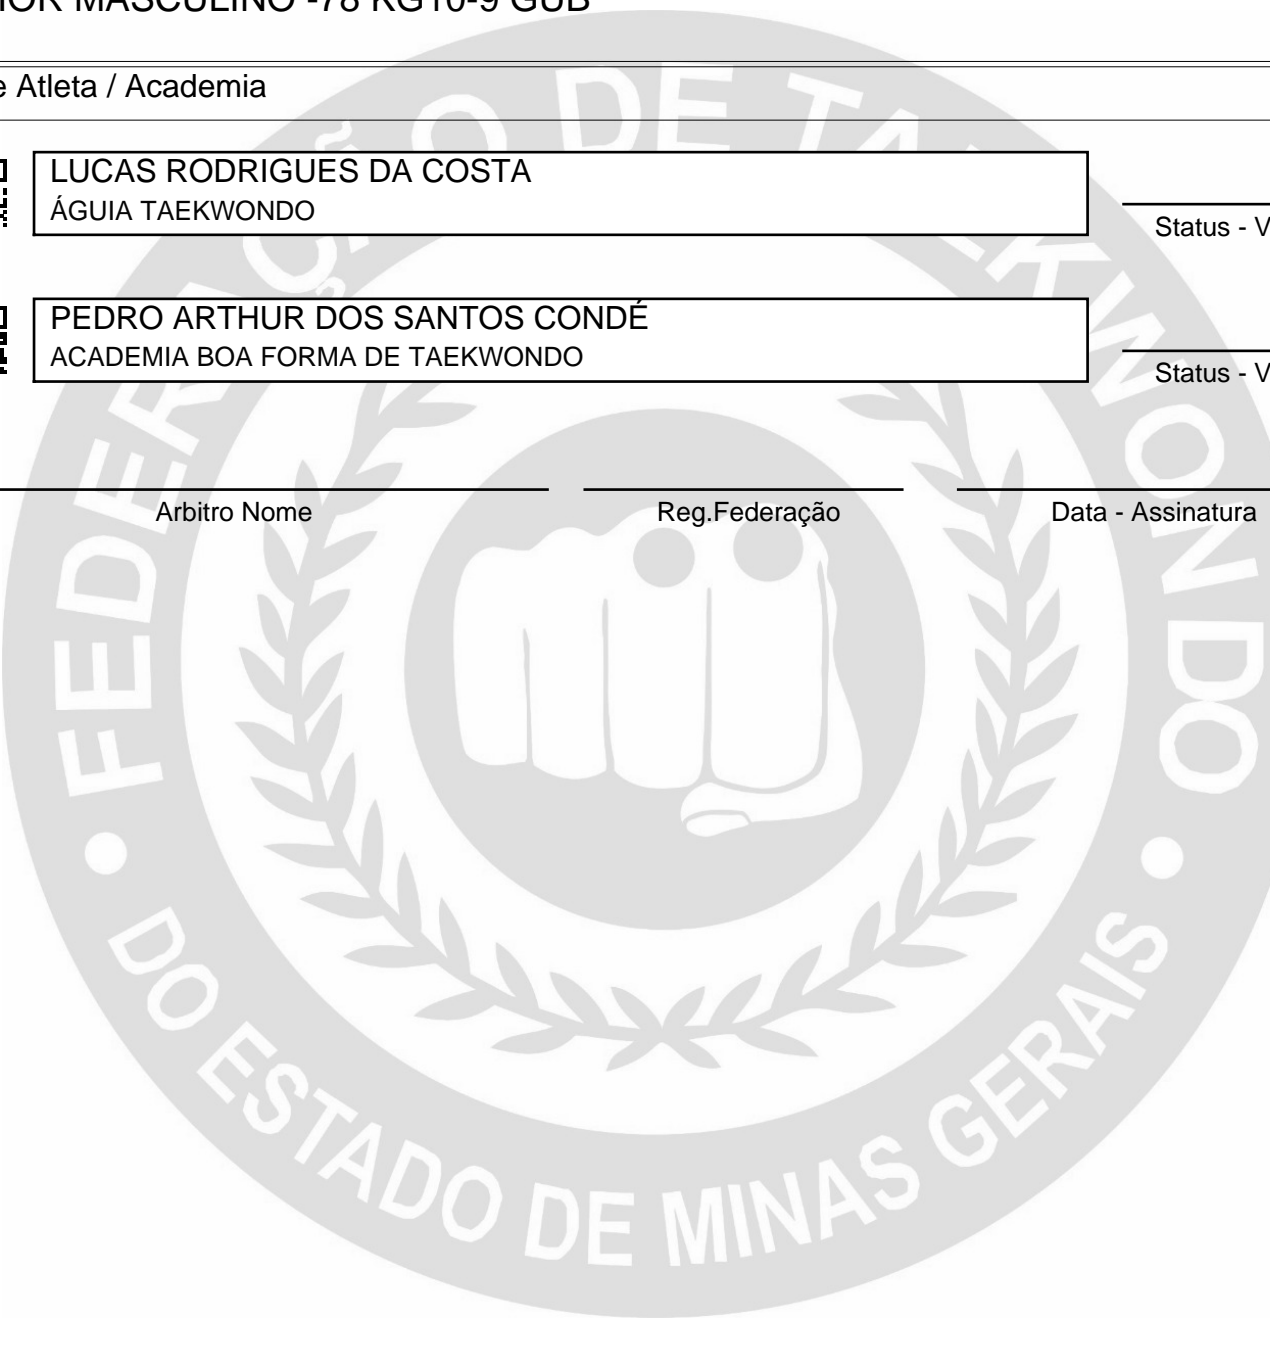 IOR MASCULINO -78 KG10-9 GUB
e Atleta / Academia
LUCAS RODRIGUES DA COSTA
ÁGUIA TAEKWONDO
Status - V
PEDRO ARTHUR DOS SANTOS CONDÉ
ACADEMIA BOA FORMA DE TAEKWONDO
Status - V
Arbitro Nome Reg.Federação Data - Assinatura
FEDERAÇÃO DE TAEKWONDO
DO ESTADO DE MINAS GERAIS